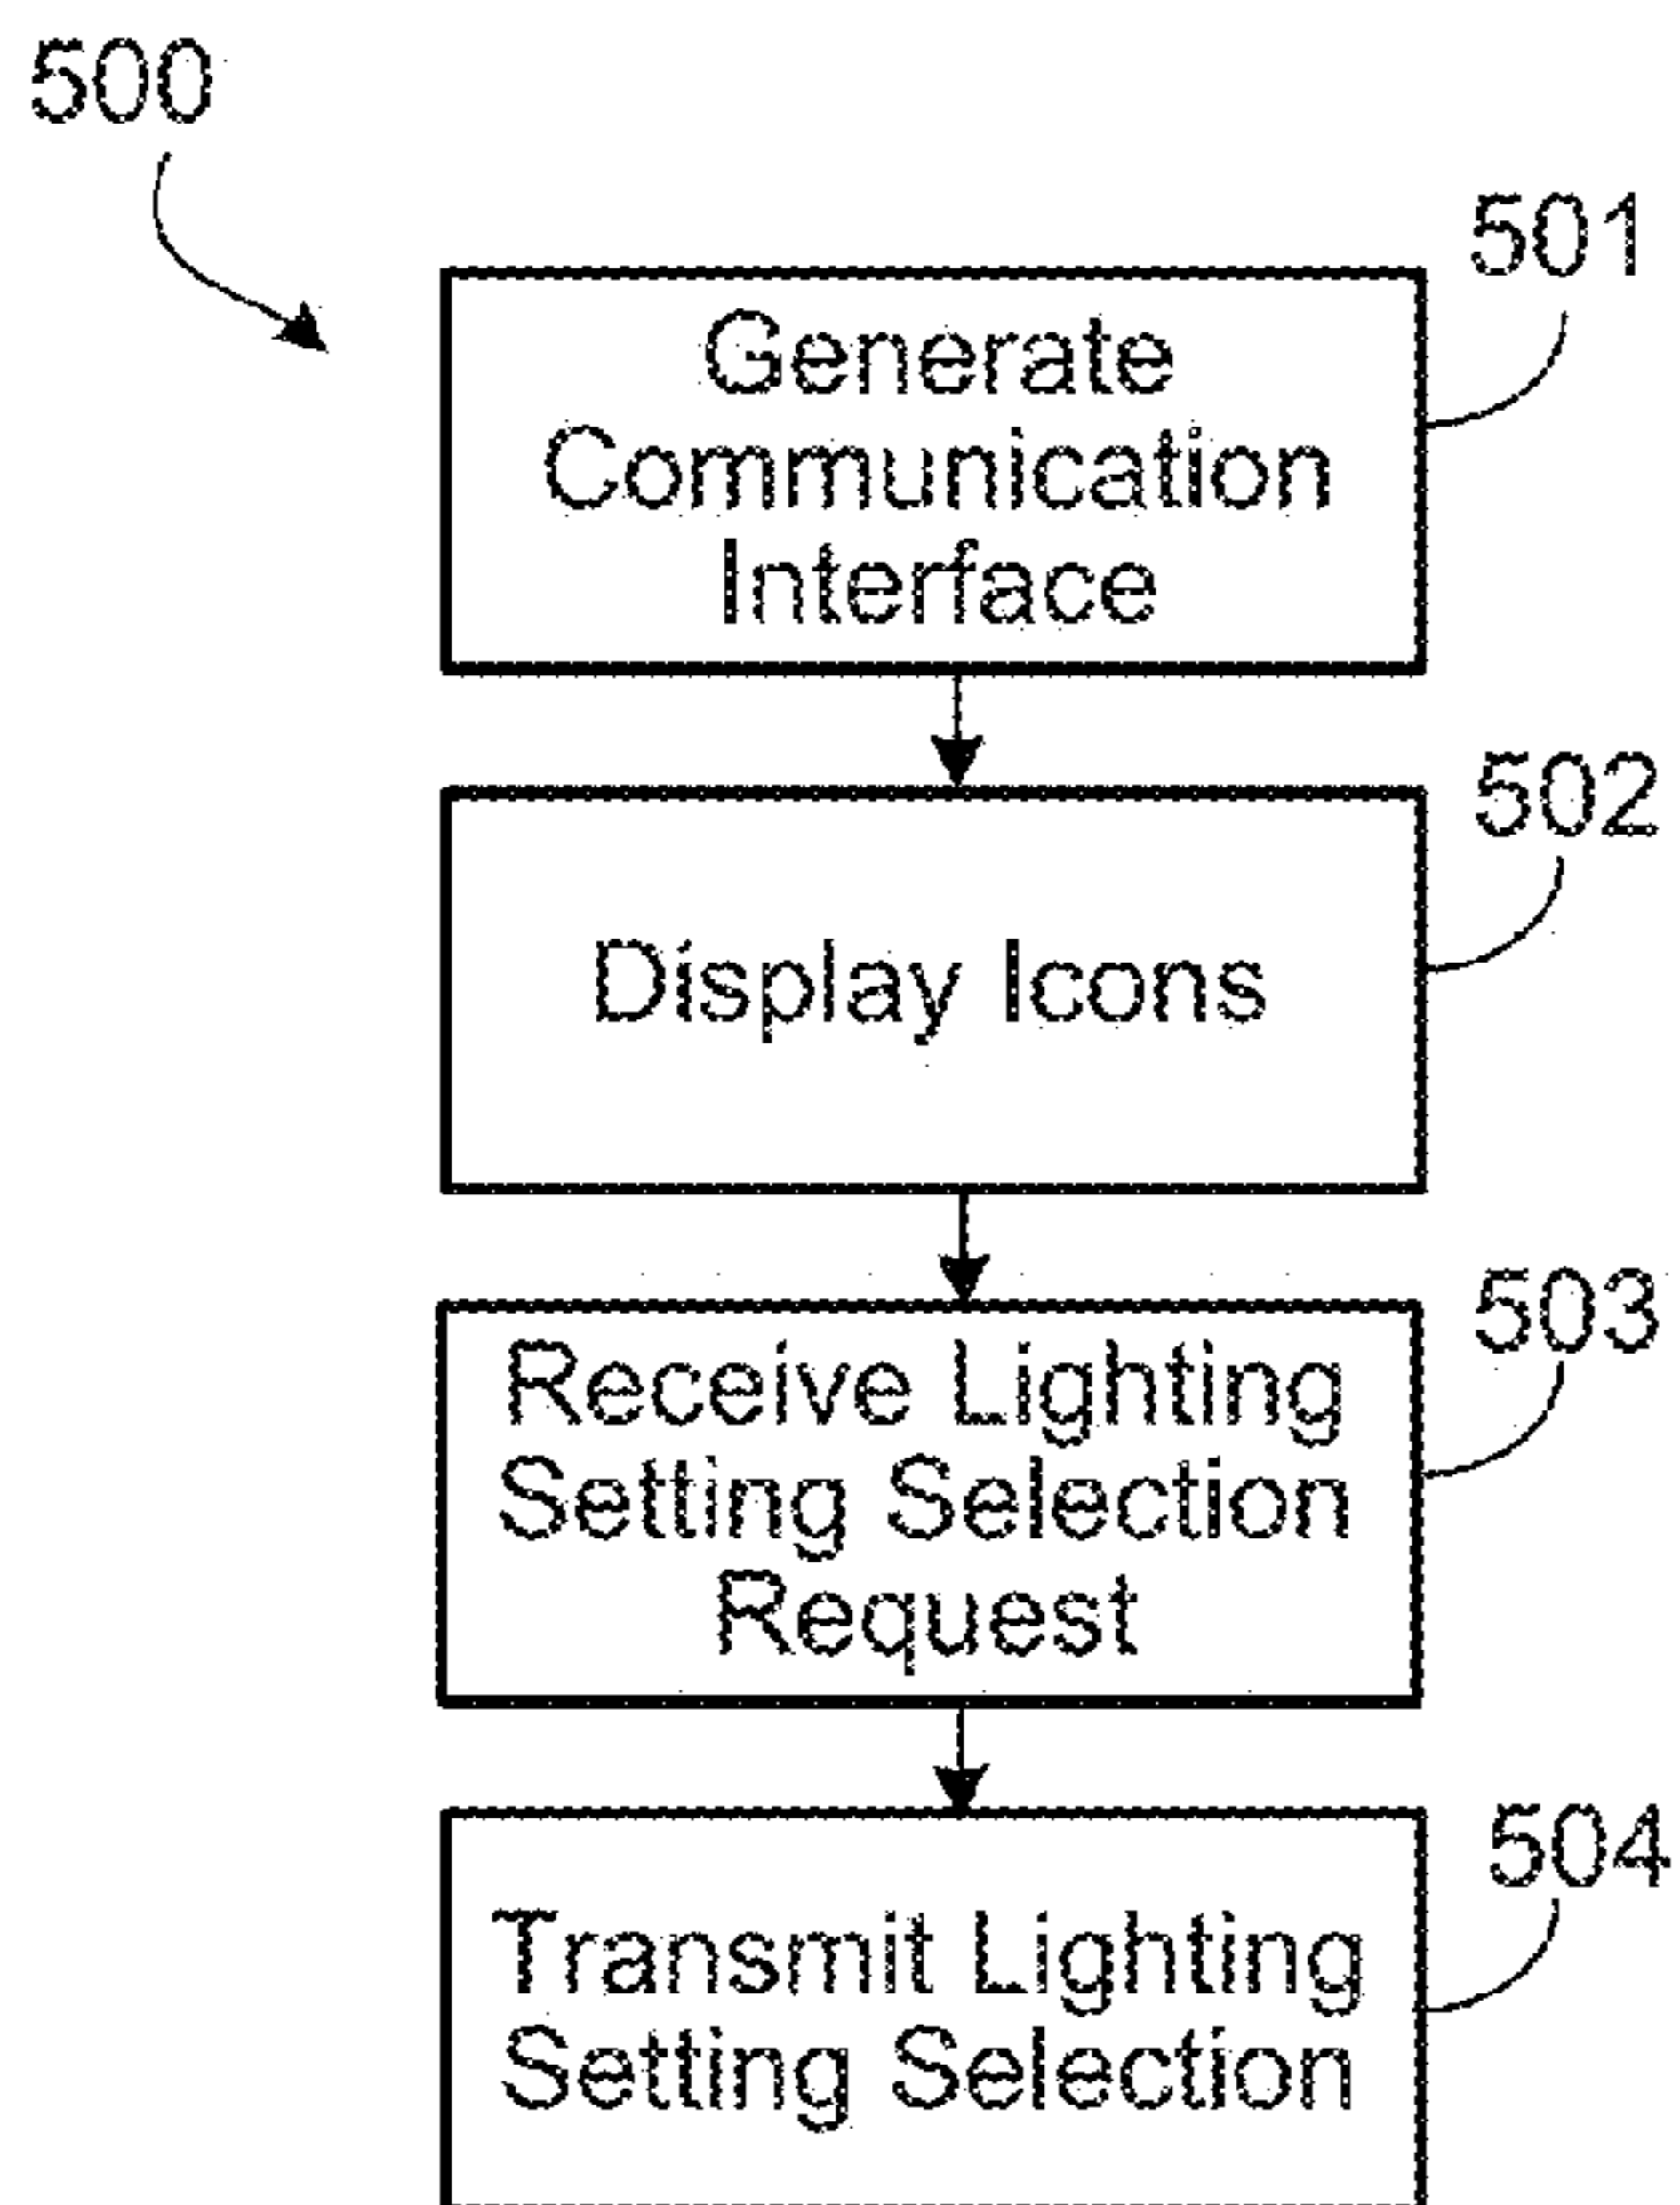 500
501
Generate
Communication
Interface
502
Display Icons
503
Receive Lighting
Setting Selection
Request
504
Transmit Lighting
Setting Selection